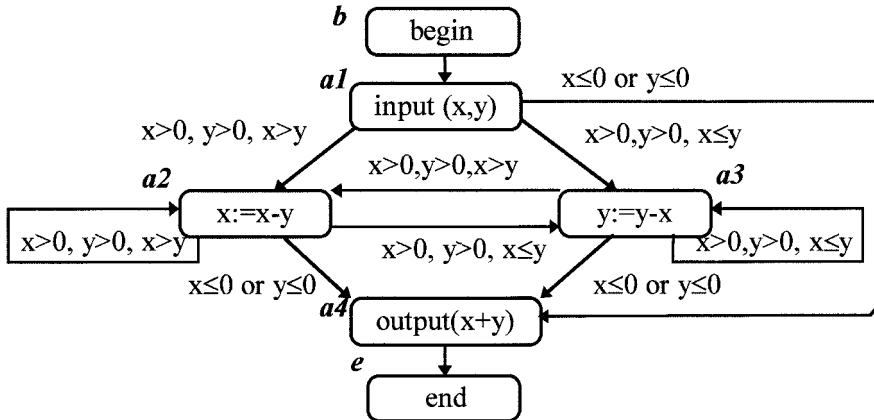 b
begin
a1
input (x,y)
x≤0 or y≤0
x>0, y>0, x>y
x>0,y>0, x≤y
x>0,y>0,x>y
a2
a3
x:=x-y
y:=y-x
x>0, y>0, x>y
x>0, y>0, x≤y
x>0,y>0, x≤y
x≤0 or y≤0
x≤0 or y≤0
a4
output(x+y)
e
end